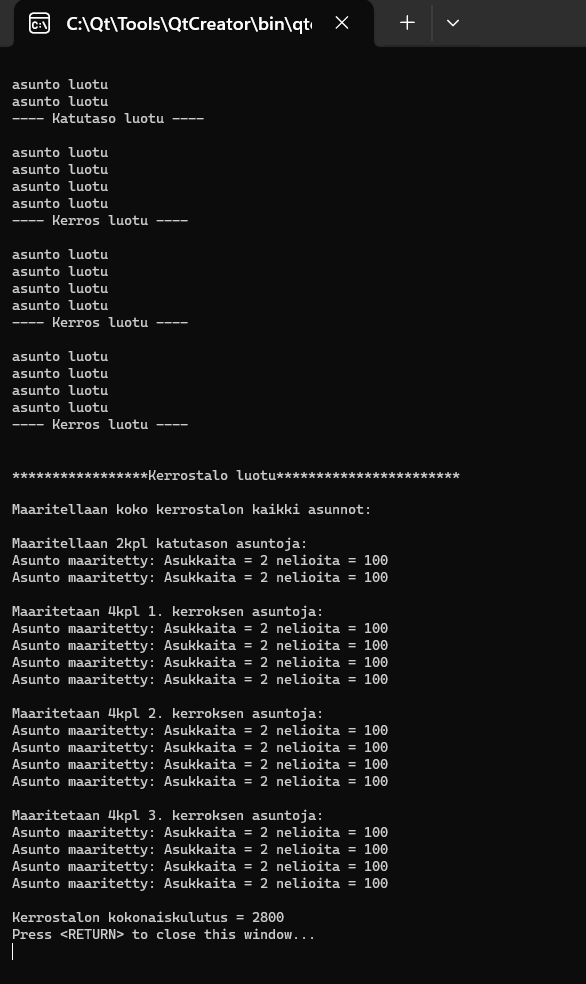 C:\Qt\Tools\QtCreator\bin\qt
asunto luotu
asunto luotu
---- Katutaso luotu ----
asunto luotu
asunto luotu
asunto luotu
asunto luotu
---- Kerros luotu ----
asunto luotu
asunto luotu
asunto luotu
asunto luotu
---- Kerros luotu ----
asunto luotu
asunto luotu
asunto luotu
asunto luotu
---- Kerros luotu ----
*****************Kerrostalo luotu***********************
Maaritellaan koko kerrostalon kaikki asunnot:
Maaritellaan 2kpl katutason asuntoja:
Asunto maaritetty: Asukkaita = 2 nelioita = 100
Asunto maaritetty: Asukkaita = 2 nelioita = 100
Maaritetaan 4kpl 1. kerroksen asuntoja:
Asunto maaritetty: Asukkaita = 2 nelioita = 100
Asunto maaritetty: Asukkaita = 2 nelioita = 100
Asunto maaritetty: Asukkaita = 2 nelioita = 100
Asunto maaritetty: Asukkaita = 2 nelioita = 100
Maaritetaan 4kpl 2. kerroksen asuntoja:
Asunto maaritetty: Asukkaita = 2 nelioita = 100
Asunto maaritetty: Asukkaita = 2 nelioita = 100
Asunto maaritetty: Asukkaita = 2 nelioita = 100
Asunto maaritetty: Asukkaita = 2 nelioita = 100
Maaritetaan 4kpl 3. kerroksen asuntoja:
Asunto maaritetty: Asukkaita = 2 nelioita = 100
Asunto maaritetty: Asukkaita = 2 nelioita = 100
Asunto maaritetty: Asukkaita = 2 nelioita = 100
Asunto maaritetty: Asukkaita = 2 nelioita = 100
Kerrostalon kokonaiskulutus = 2800
Press <RETURN> to close this window...